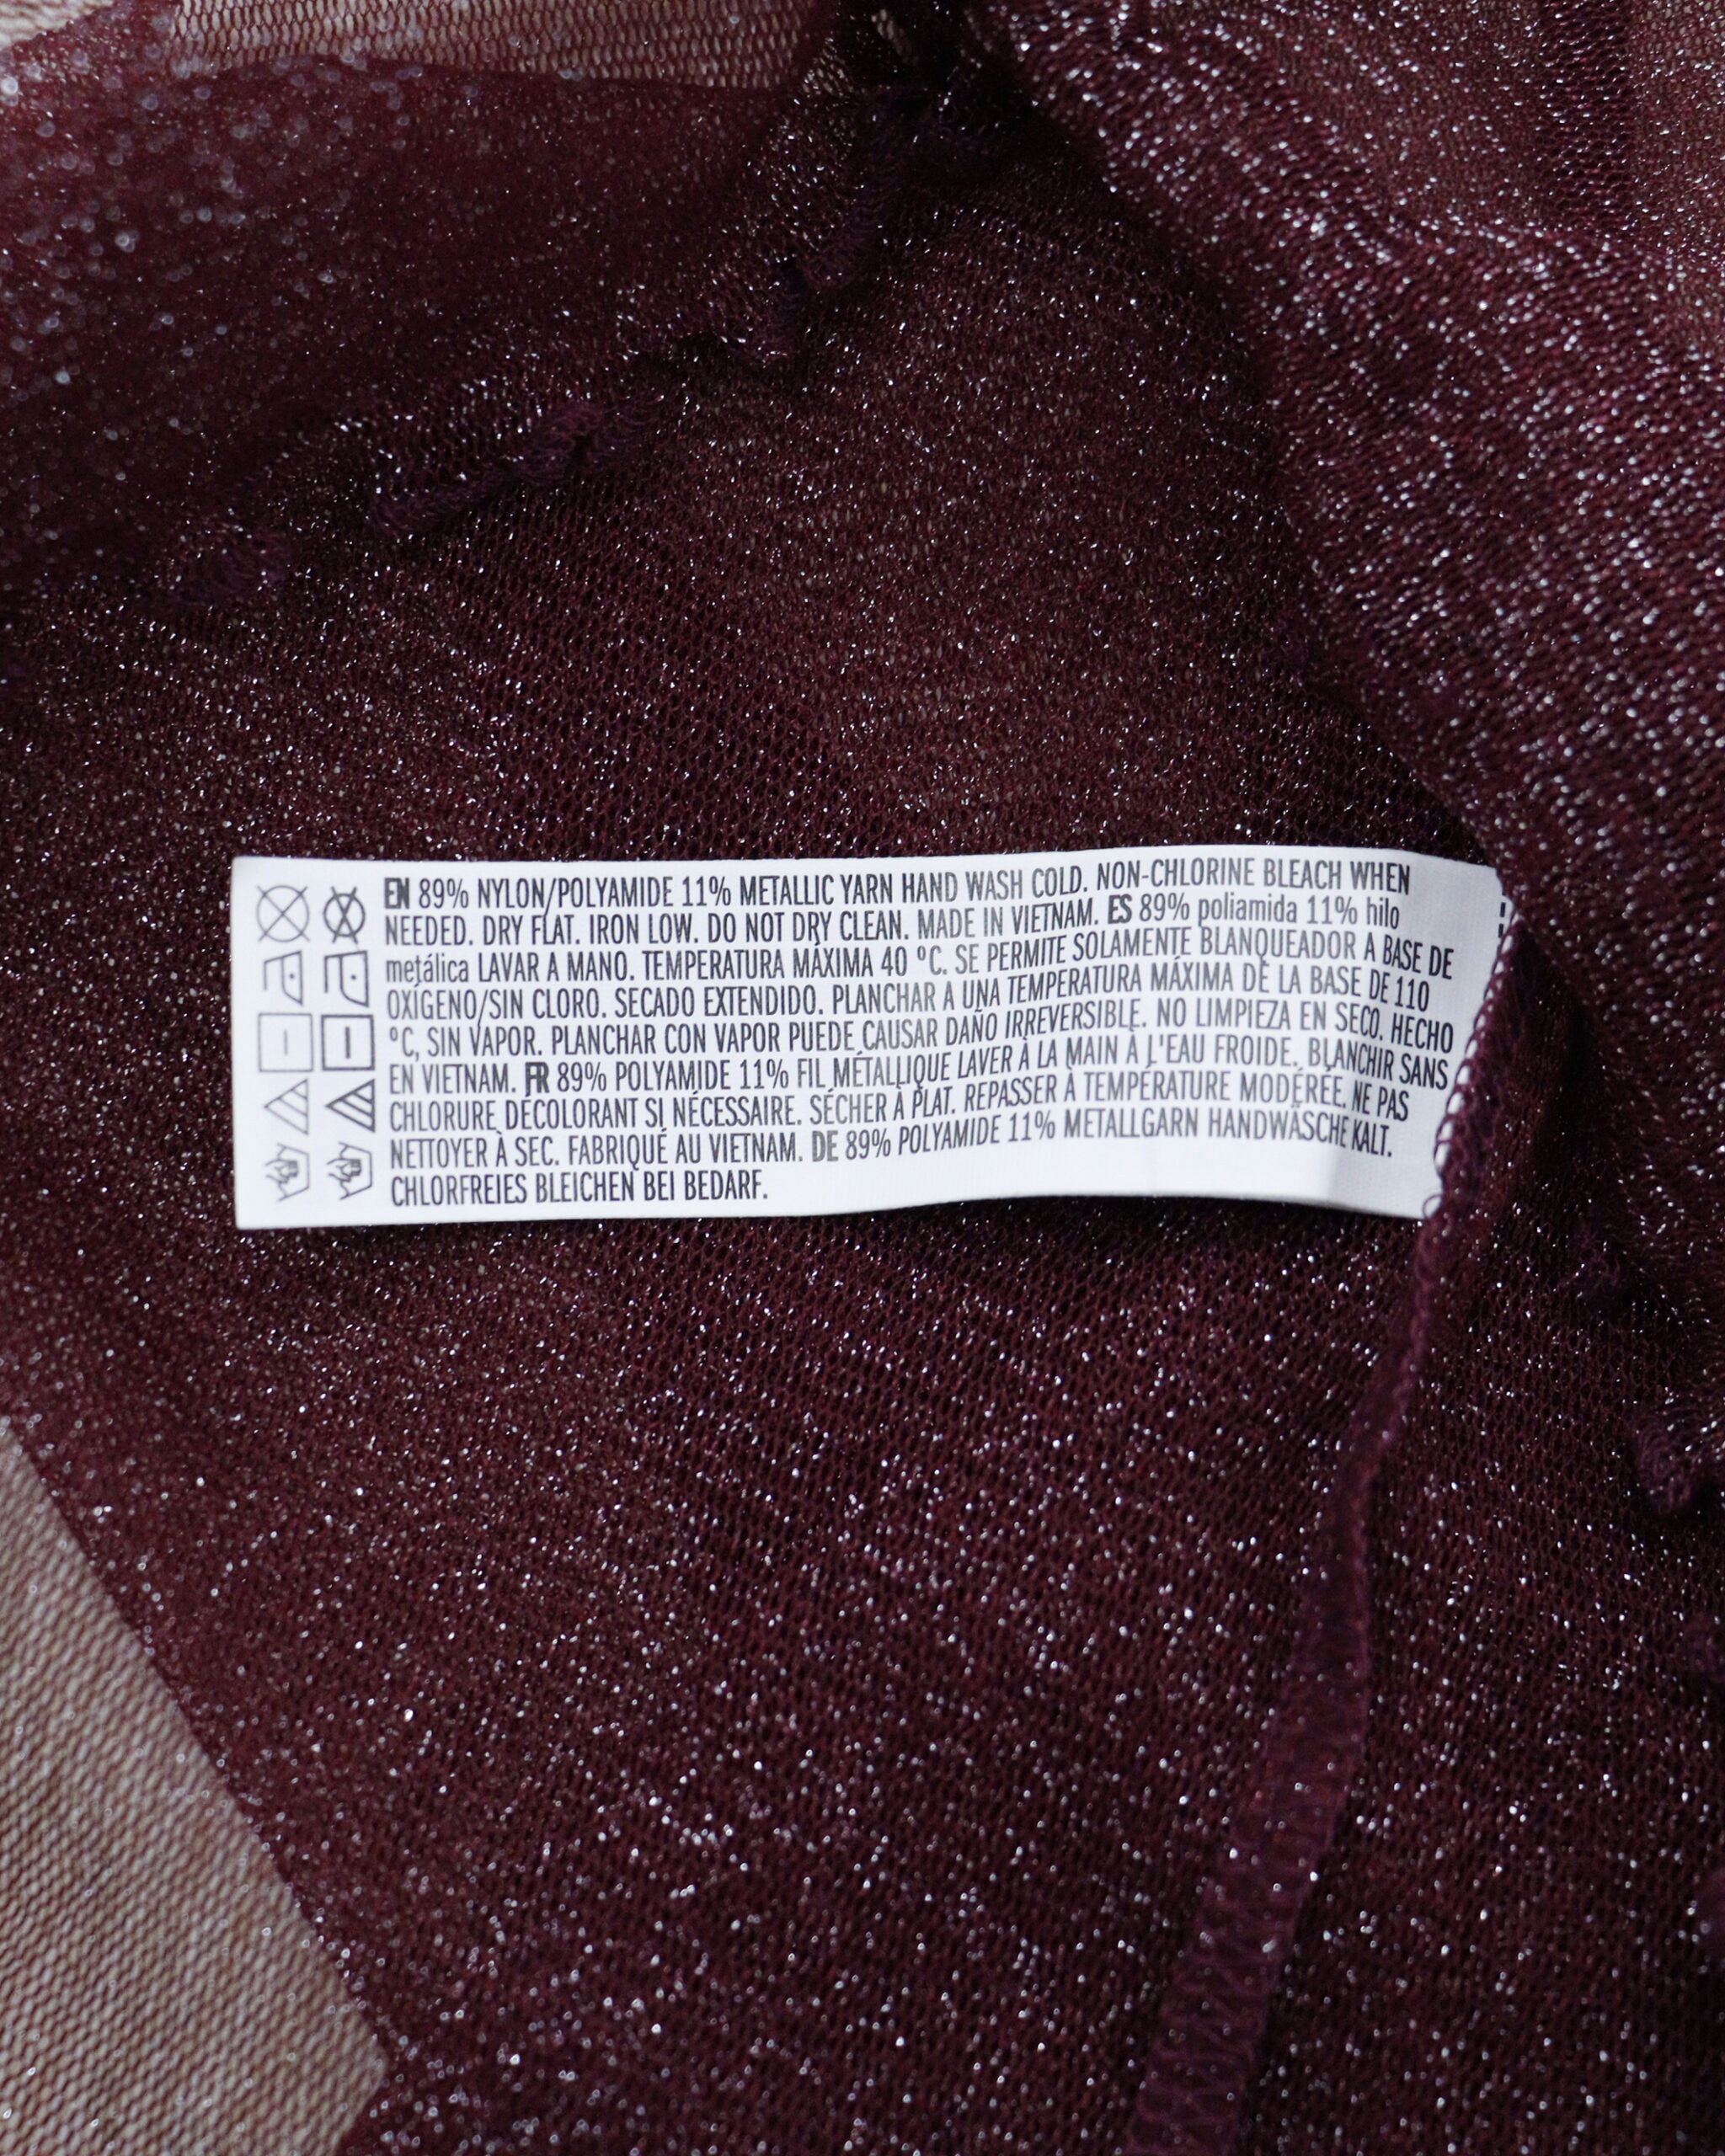 EN 89% NYLON/POLYAMIDE 11% METALLIC YARN HAND WASH COLD. NON-CHLORINE BLEACH WHEN
NEEDED. DRY FLAT. IRON LOW. DO NOT DRY CLEAN. MADE IN VIETNAM. ES 89% poliamida 11% hilo
metálica LAVAR A MANO. TEMPERATURA MÁXIMA 40 °C. SE PERMITE SOLAMENTE BLANQUEADOR A BASE DE
OXÍGENO/SIN CLORO. SECADO EXTENDIDO. PLANCHAR A UNA TEMPERATURA MÁXIMA DE LA BASE DE 110
°C, SIN VAPOR. PLANCHAR CON VAPOR PUEDE CAUSAR DAÑO IRREVERSIBLE. NO LIMPIEZA EN SECO. HECHO
EN VIETNAM. FR 89% POLYAMIDE 11% FIL MÉTALLIQUE LAVER À LA MAIN À L'EAU FROIDE. BLANCHIR SANS
CHLORURE DÉCOLORANT SI NÉCESSAIRE. SÉCHER À PLAT. REPASSER À TEMPÉRATURE MODÉRÉE. NE PAS
NETTOYER À SEC. FABRIQUÉ AU VIETNAM. DE 89% POLYAMIDE 11% METALLGARN HANDWÄSCHE KALT.
CHLORFREIES BLEICHEN BEI BEDARF.